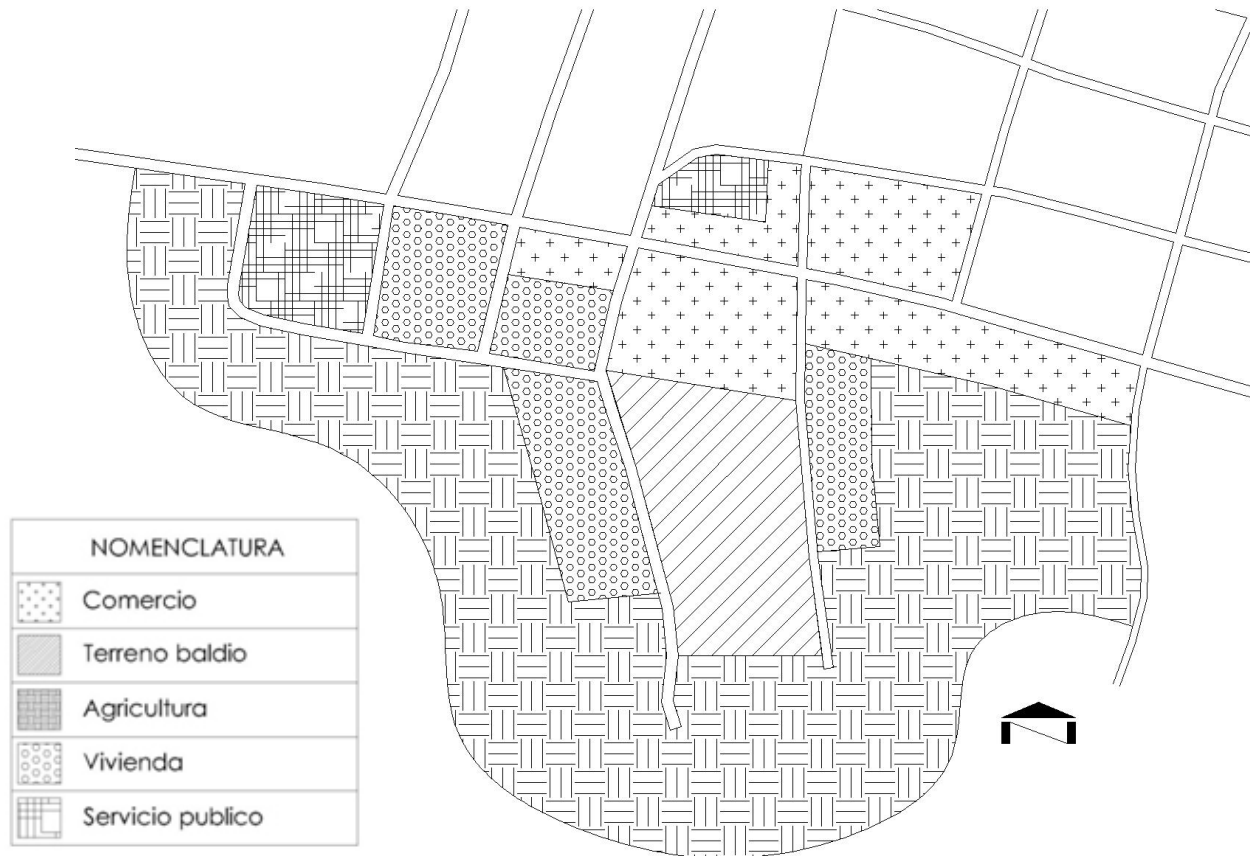 NOMENCLATURA
Comercio
Terreno baldio
Agricultura
Vivienda
Servicio publico